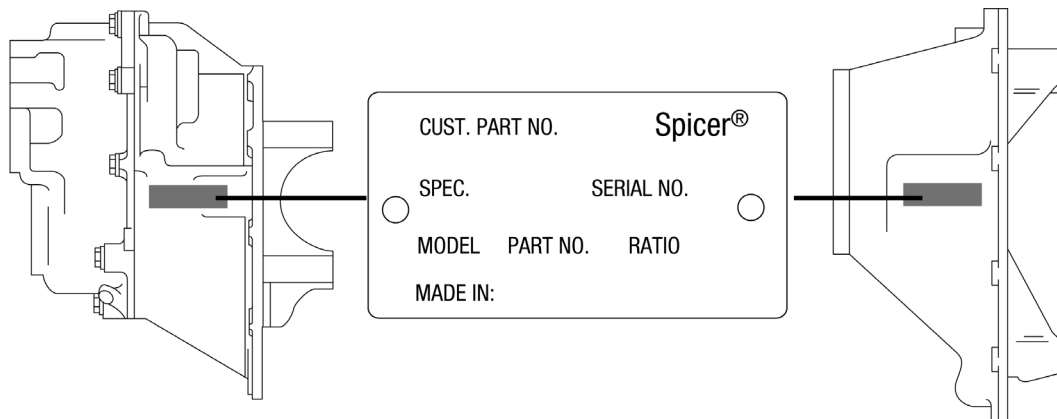 CUST. PART NO. Spicer®
SPEC. SERIAL NO.
MODEL PART NO. RATIO
MADE IN: